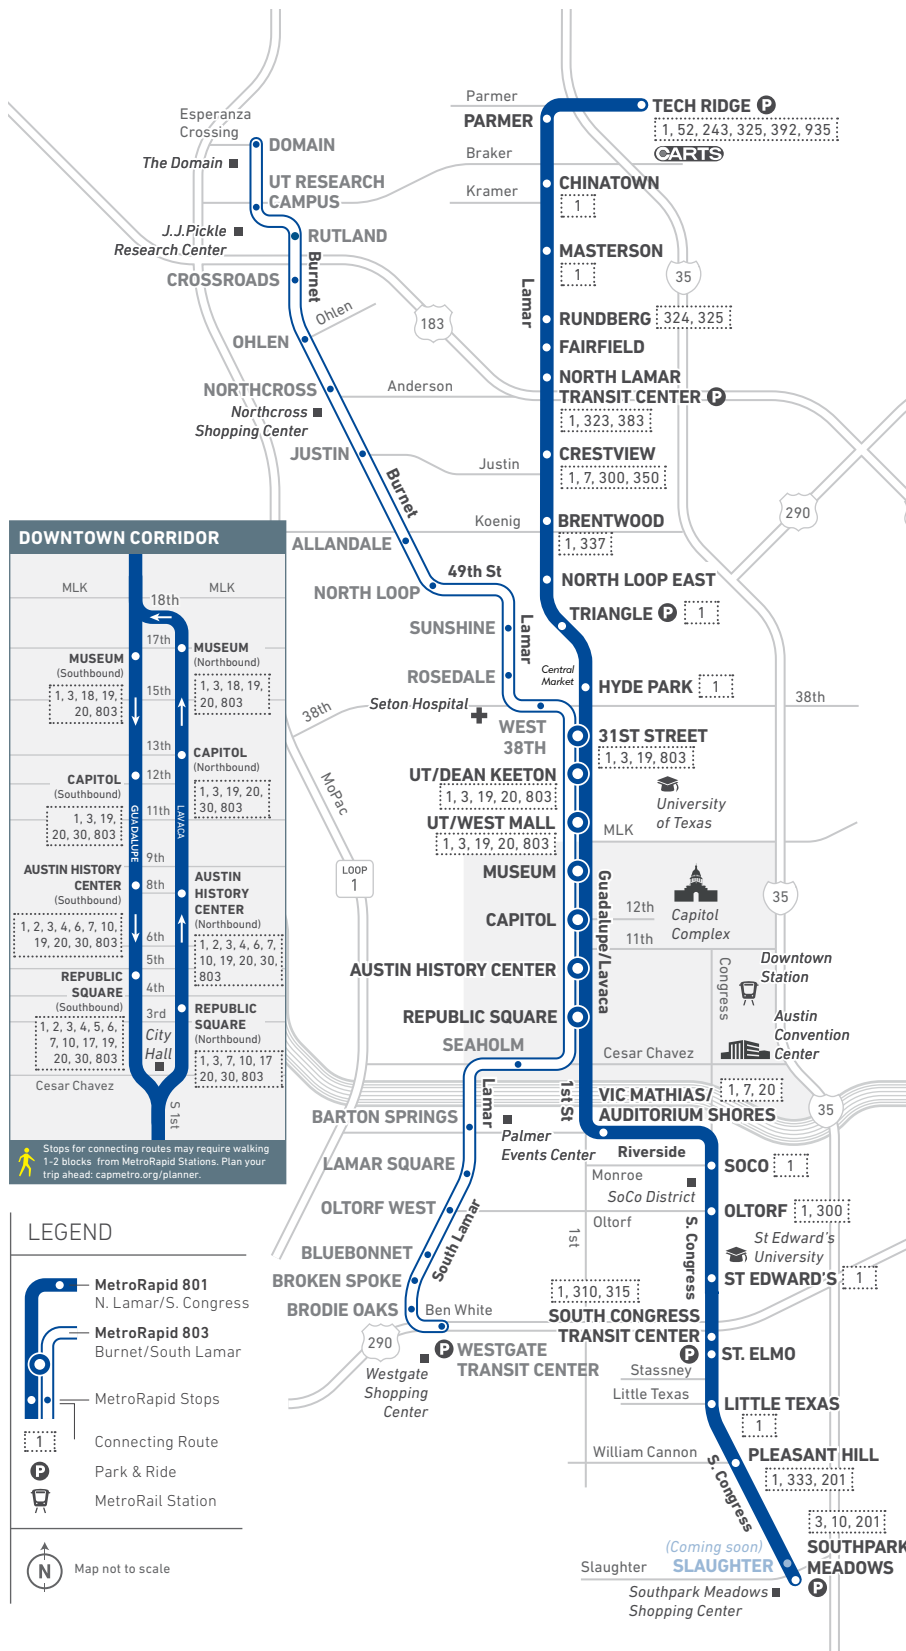 Parmer
TECH RIDGE P
PARMER
1, 52, 243, 325, 392, 935
CARTS
Esperanza
Crossing
DOMAIN
The Domain
Braker
UT RESEARCH
CAMPUS
Kramer
CHINATOWN
1
J.J.Pickle
Research Center
RUTLAND
Burnet
CROSSROADS
MASTERSON
1
35
Lamar
Ohlen
183
RUNDBERG 324, 325
OHLEN
FAIRFIELD
NORTH LAMAR
TRANSIT CENTER P
1, 323, 383
NORTHCROSS
Anderson
Northcross
Shopping Center
JUSTIN
Justin
CRESTVIEW
1, 7, 300, 350
Burnet
290
Koenig
BRENTWOOD
1, 337
ALLANDALE
49th St
NORTH LOOP
NORTH LOOP EAST
TRIANGLE P 1
SUNSHINE
Lamar
ROSEDALE
Central
Market
HYDE PARK 1
Seton Hospital
38th
38th
WEST
38TH
31ST STREET
1, 3, 19, 803
UT/DEAN KEETON
1, 3, 19, 20, 803
University
of Texas
MoPac
UT/WEST MALL
1, 3, 19, 20, 803
MLK
LOOP
1
MUSEUM
Guadalupe/Lavaca
35
CAPITOL
12th
11th
Capitol
Complex
AUSTIN HISTORY CENTER
Congress
Downtown
Station
REPUBLIC SQUARE
Austin
Convention
Center
SEAHOLM
Cesar Chavez
Lamar
1st St
VIC MATHIAS/
AUDITORIUM SHORES
1, 7, 20
35
BARTON SPRINGS
Palmer
Events Center
Riverside
LAMAR SQUARE
Monroe
SOCO 1
SoCo District
OLTORF WEST
Oltorf
OLTORF 1, 300
1st
S. Congress
St Edward's
University
South Lamar
BLUEBONNET
BROKEN SPOKE
ST EDWARD'S 1
1, 310, 315
BRODIE OAKS
Ben White
SOUTH CONGRESS
TRANSIT CENTER
290
P WESTGATE
TRANSIT CENTER
P ST. ELMO
Westgate
Shopping
Center
Stassney
Little Texas
LITTLE TEXAS
1
William Cannon
PLEASANT HILL
1, 333, 201
S. Congress
3, 10, 201
(Coming soon)
SLAUGHTER
Slaughter
SOUTHPARK
MEADOWS
P
Southpark Meadows
Shopping Center
DOWNTOWN CORRIDOR
MLK
MLK
18th
17th
MUSEUM
(Southbound)
1, 3, 18, 19,
20, 803
MUSEUM
(Northbound)
1, 3, 18, 19,
20, 803
15th
13th
CAPITOL
(Southbound)
1, 3, 19,
20, 30, 803
CAPITOL
(Northbound)
1, 3, 19, 20,
30, 803
12th
11th
GUADALUPE
LAVACA
9th
AUSTIN HISTORY
CENTER
(Southbound)
1, 2, 3, 4, 6, 7, 10,
19, 20, 30, 803
8th
AUSTIN
HISTORY
CENTER
(Northbound)
1, 2, 3, 4, 6, 7,
10, 19, 20, 30,
803
6th
5th
REPUBLIC
SQUARE
(Southbound)
1, 2, 3, 4, 5, 6,
7, 10, 17, 19,
20, 30, 803
4th
3rd
REPUBLIC
SQUARE
(Northbound)
1, 3, 7, 10, 17
20, 30, 803
City
Hall
Cesar Chavez
S 1st
Stops for connecting routes may require walking
1-2 blocks from MetroRapid Stations. Plan your
trip ahead: capmetro.org/planner.
LEGEND
MetroRapid 801
N. Lamar/S. Congress
MetroRapid 803
Burnet/South Lamar
MetroRapid Stops
1 Connecting Route
P Park & Ride
MetroRail Station
N Map not to scale